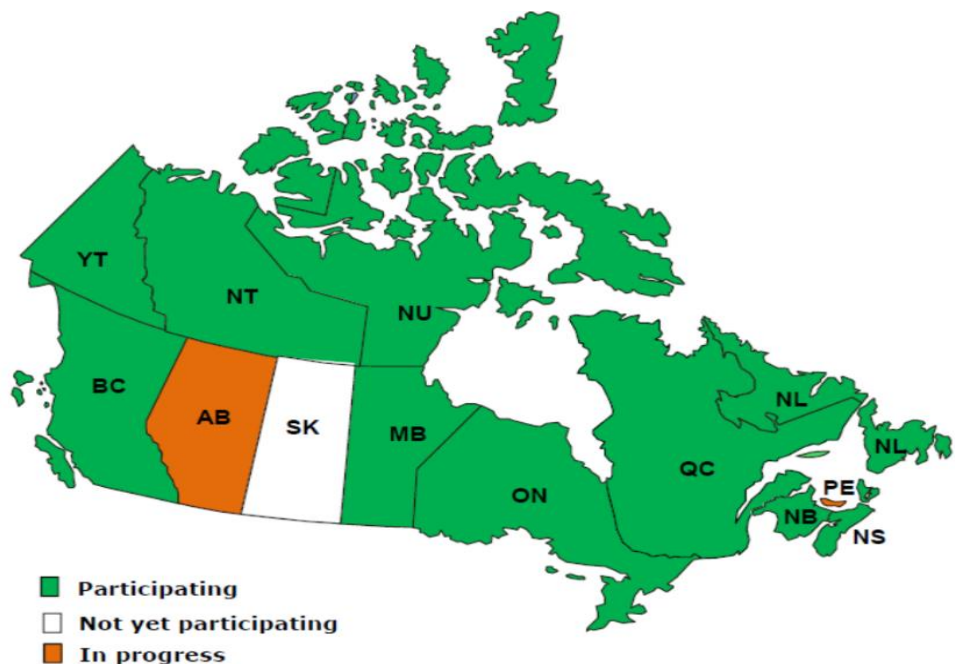 YT
NT
NU
BC
AB
SK
MB
ON
QC
NL
NL
PE
NB
NS
Participating
Not yet participating
In progress